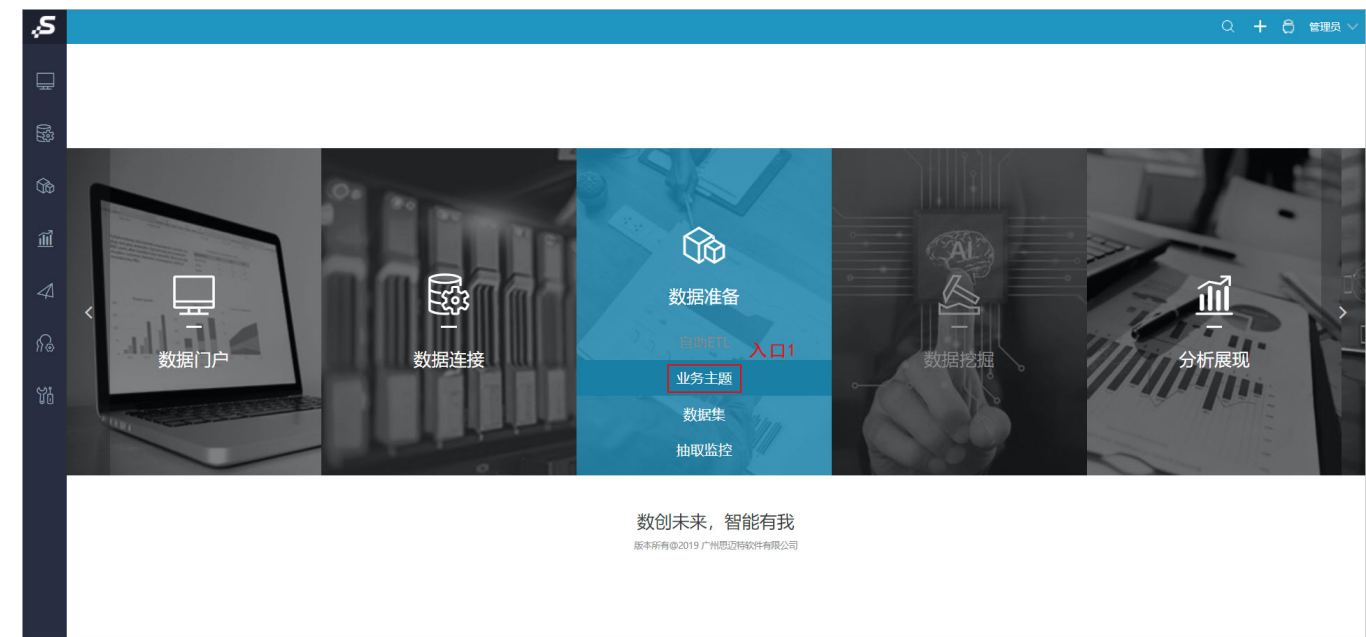 管理员
数据准备
自助ETL
入口1
数据门户
数据连接
业务主题
数据挖掘
分析展现
数据集
抽取监控
AI
数创未来，智能有我
版本所有@2019 广州思迈特软件有限公司